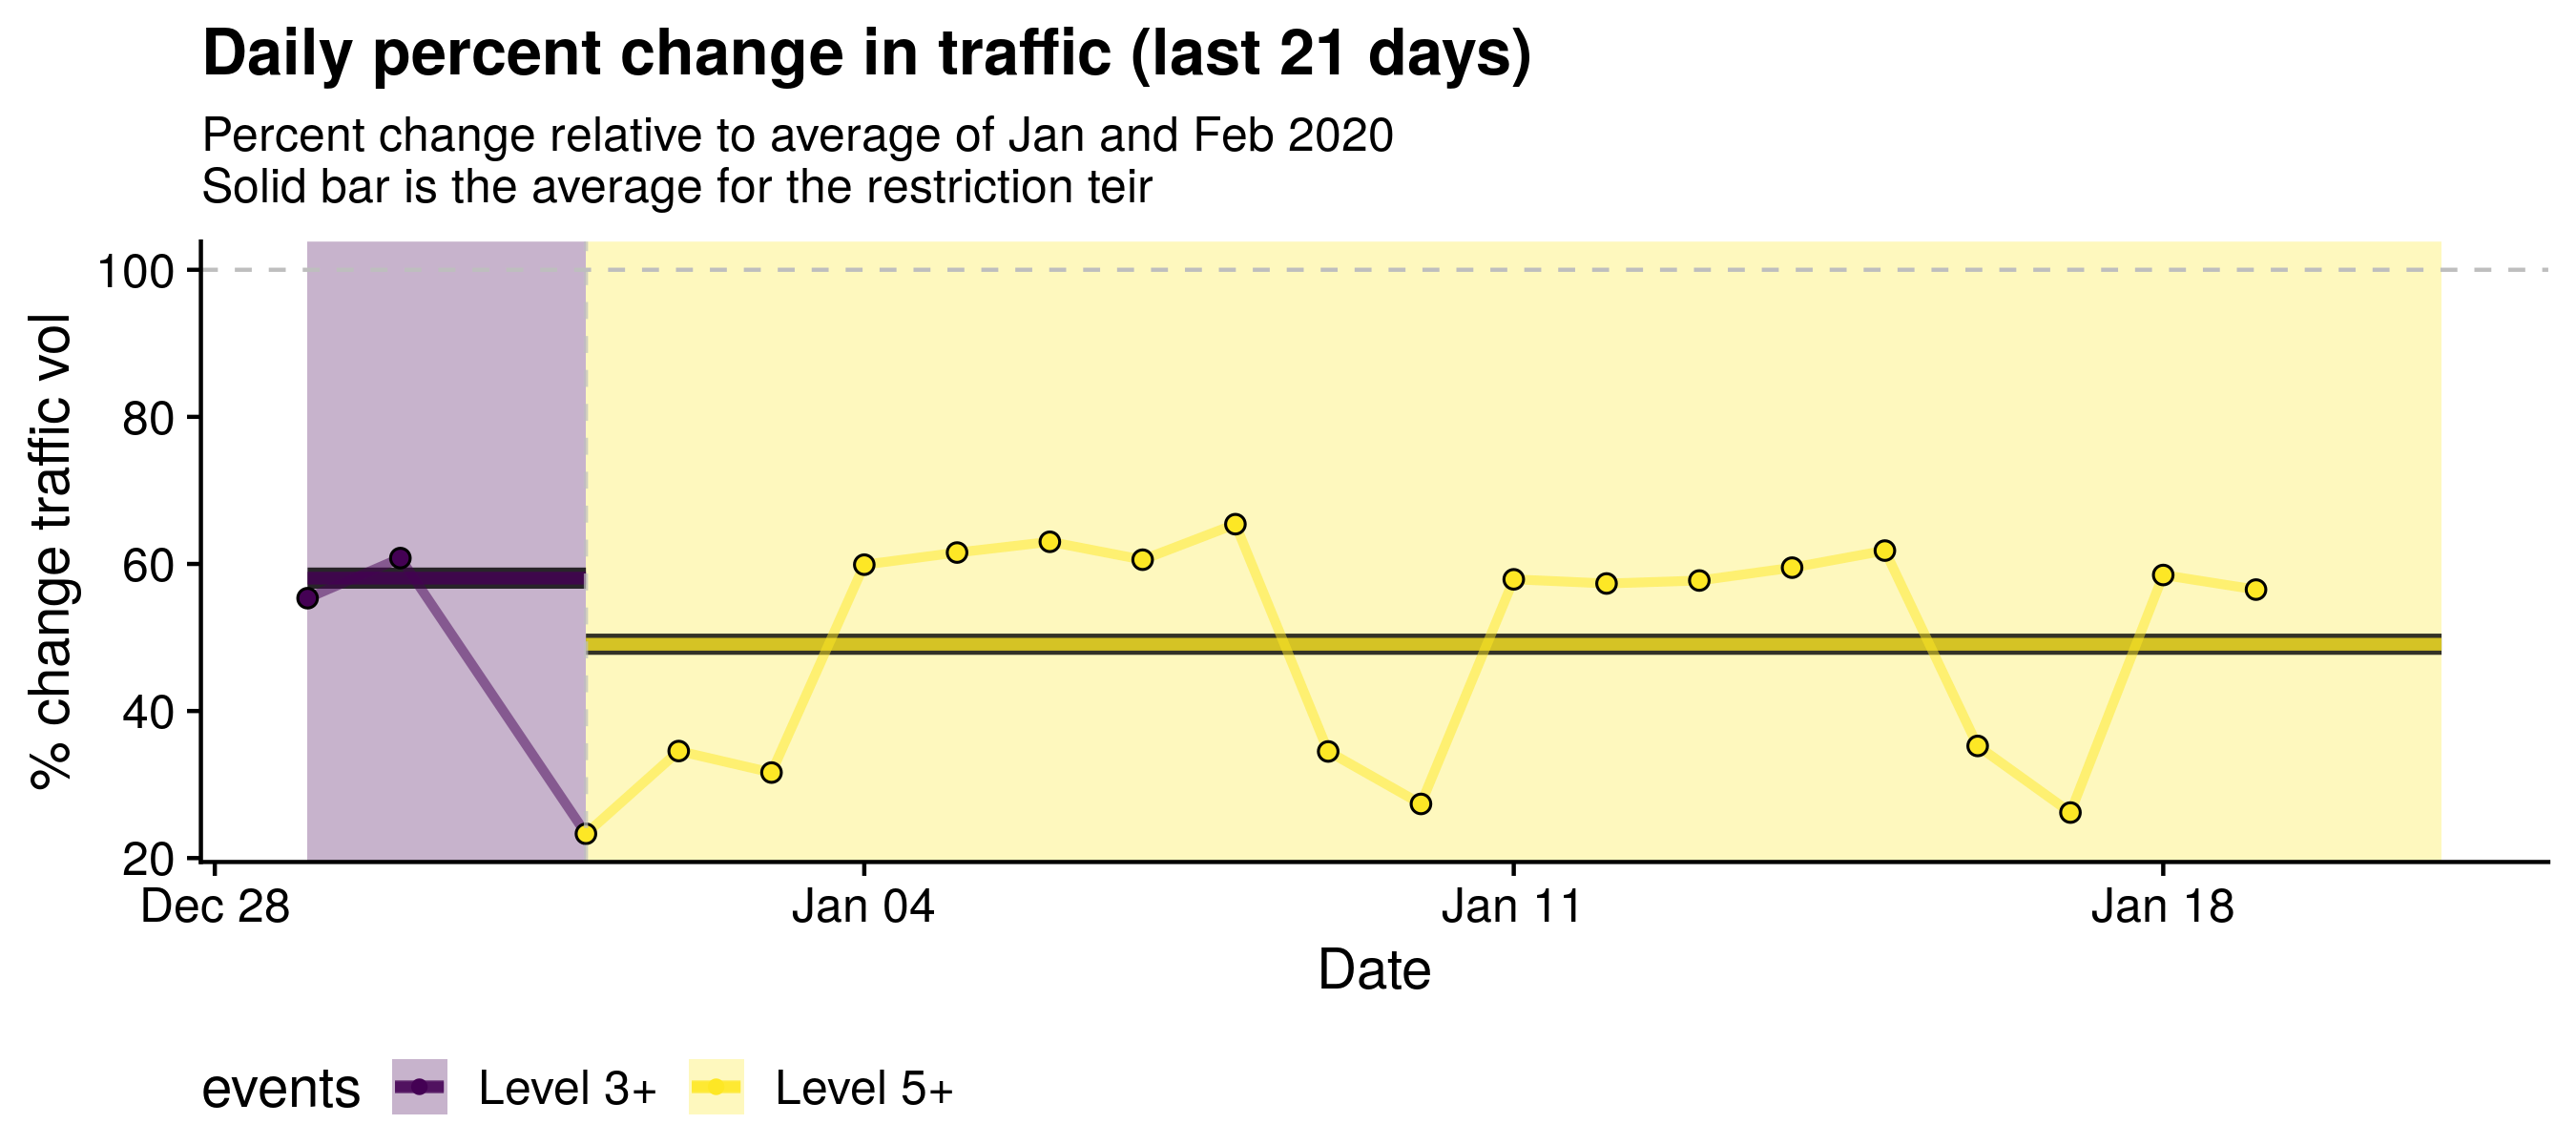 Daily percent change in traffic (last 21 days)
Percent change relative to average of Jan and Feb 2020
Solid bar is the average for the restriction teir
% change traffic vol
100
80
60
40
20
Dec 28
Jan 04
Jan 11
Jan 18
Date
events
Level 3+
Level 5+